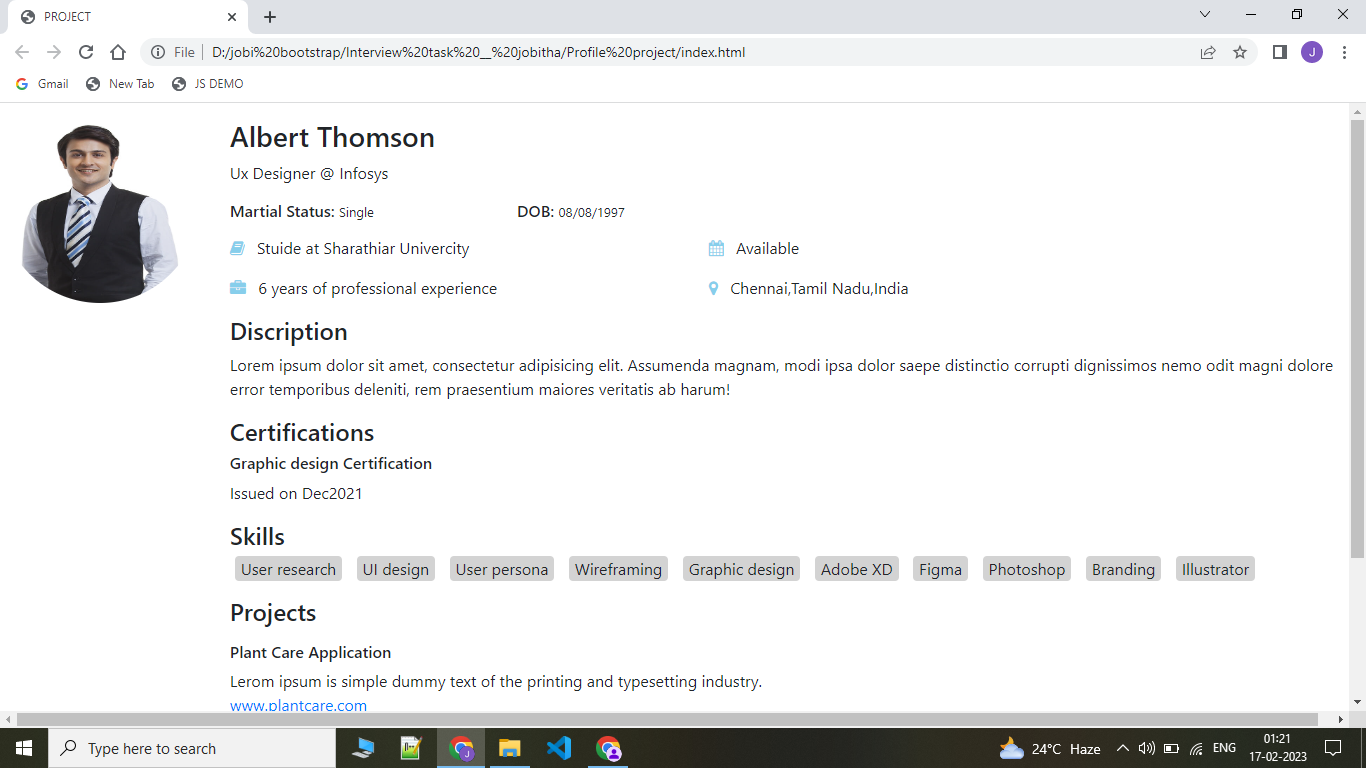 PROJECT
File D:/jobi%20bootstrap/Interview%20task%20__%20jobitha/Profile%20project/index.html
J
Gmail New Tab JS DEMO
Albert Thomson
Ux Designer @ Infosys
Martial Status: Single DOB: 08/08/1997
Stuide at Sharathiar Univercity Available
6 years of professional experience Chennai,Tamil Nadu,India
Discription
Lorem ipsum dolor sit amet, consectetur adipisicing elit. Assumenda magnam, modi ipsa dolor saepe distinctio corrupti dignissimos nemo odit magni dolore
error temporibus deleniti, rem praesentium maiores veritatis ab harum!
Certifications
Graphic design Certification
Issued on Dec2021
Skills
User research UI design User persona Wireframing Graphic design Adobe XD Figma Photoshop Branding Illustrator
Projects
Plant Care Application
Lerom ipsum is simple dummy text of the printing and typesetting industry.
www.plantcare.com
Type here to search J 24°C Haze ENG 01:21
17-02-2023